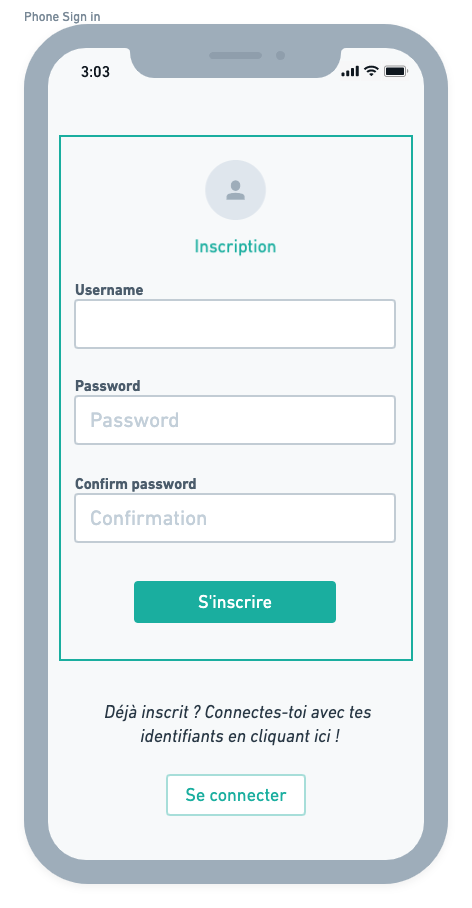 Phone Sign in
3:03
Inscription
Username
Password
Password
Confirm password
Confirmation
S'inscrire
Déjà inscrit ? Connectes-toi avec tes
identifiants en cliquant ici !
Se connecter